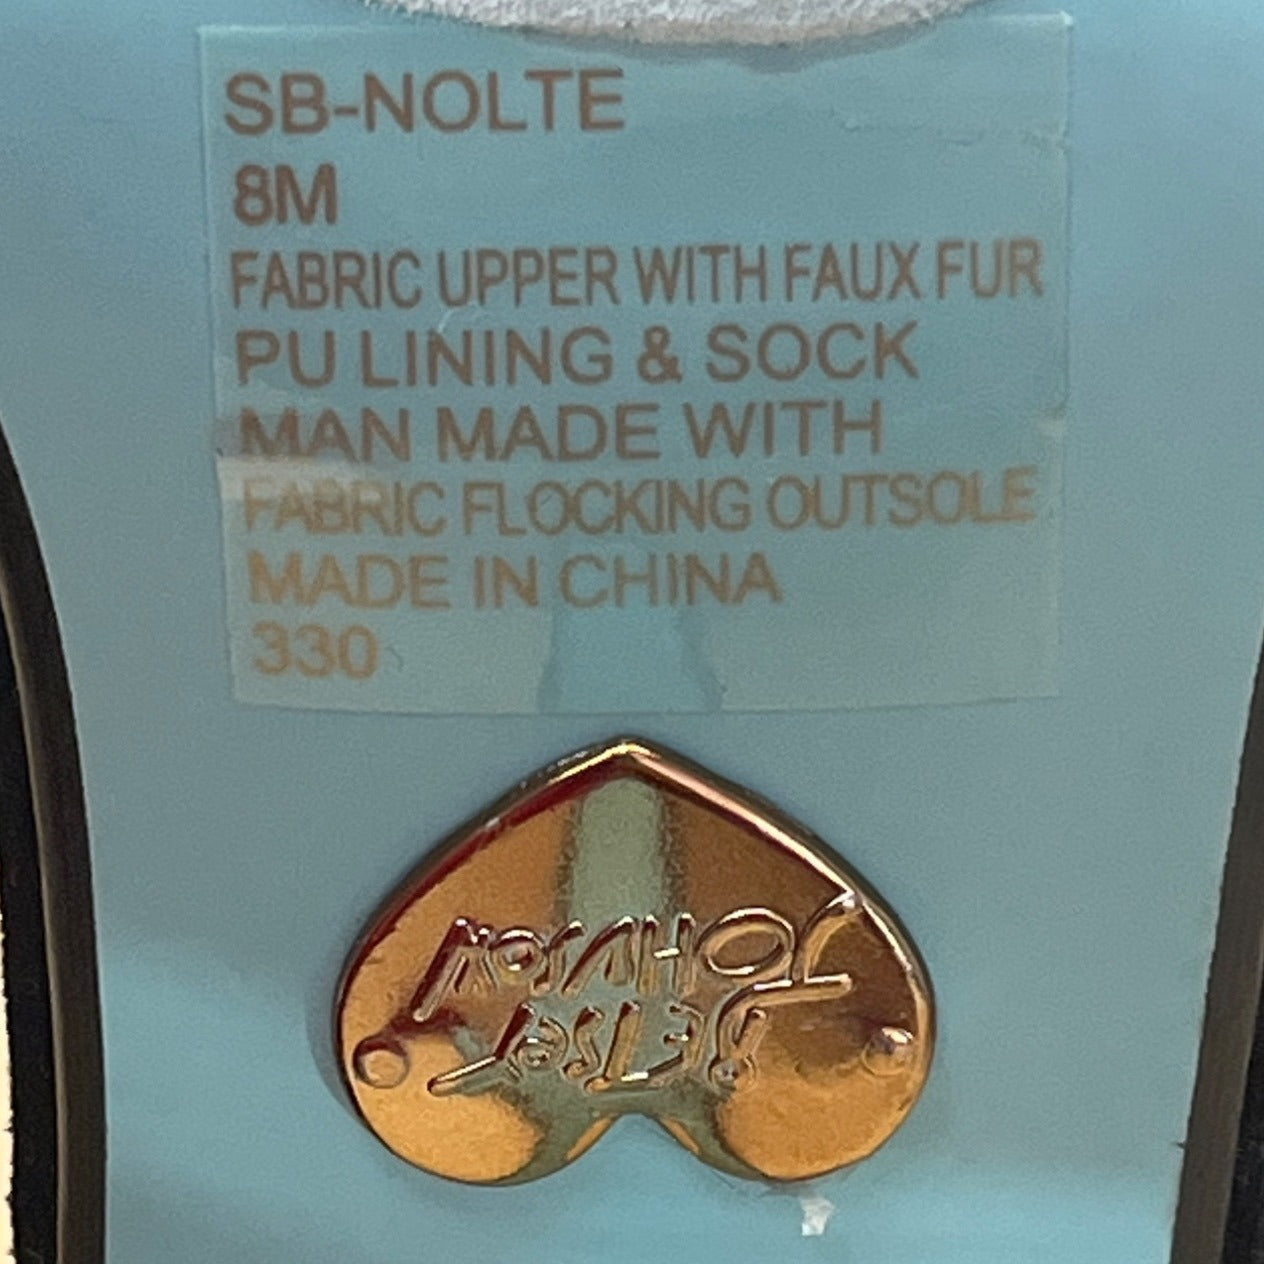 SB-NOLTE
8M
FABRIC UPPER WITH FAUX FUR
PU LINING & SOCK
MAN MADE WITH
FABRIC FLOCKING OUTSOLE
MADE IN CHINA
330
BETSEY
JOHNSON